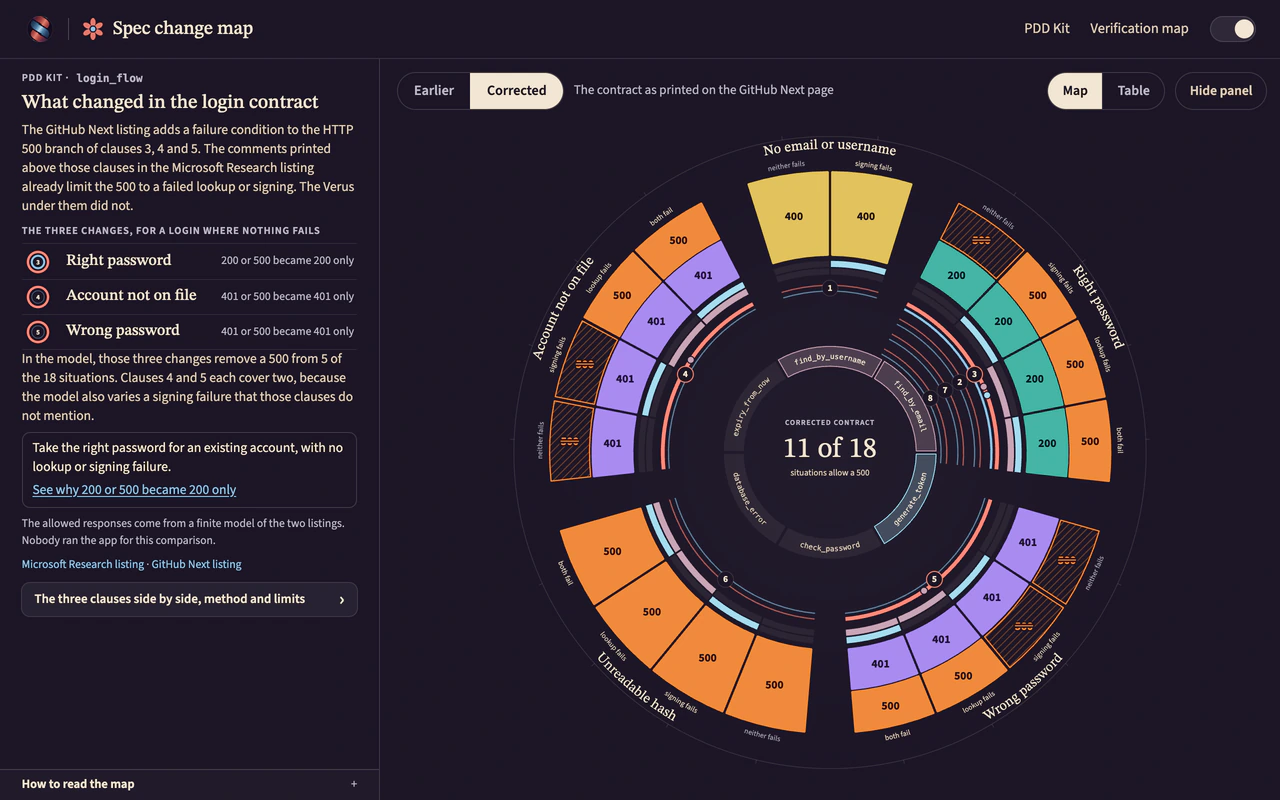 Spec change map
PDD Kit
Verification map
PDD KIT · login_flow
What changed in the login contract
The GitHub Next listing adds a failure condition to the HTTP
500 branch of clauses 3, 4 and 5. The comments printed
above those clauses in the Microsoft Research listing
already limit the 500 to a failed lookup or signing. The Verus
under them did not.
THE THREE CHANGES, FOR A LOGIN WHERE NOTHING FAILS
3 Right password 200 or 500 became 200 only
4 Account not on file 401 or 500 became 401 only
5 Wrong password 401 or 500 became 401 only
In the model, those three changes remove a 500 from 5 of
the 18 situations. Clauses 4 and 5 each cover two, because
the model also varies a signing failure that those clauses do
not mention.
Take the right password for an existing account, with no
lookup or signing failure.
See why 200 or 500 became 200 only
The allowed responses come from a finite model of the two listings.
Nobody ran the app for this comparison.
Microsoft Research listing · GitHub Next listing
The three clauses side by side, method and limits ›
How to read the map +
Earlier
Corrected
The contract as printed on the GitHub Next page
Map
Table
Hide panel
No email or username
neither fails
signing fails
400
400
1
Right password
neither fails
signing fails
lookup fails
both fail
200
200
200
200
500
500
500
3
2
7
8
Wrong password
neither fails
signing fails
lookup fails
both fail
401
401
401
401
500
500
5
Unreadable hash
neither fails
signing fails
lookup fails
both fail
500
500
500
500
6
Account not on file
neither fails
signing fails
lookup fails
both fail
401
401
401
401
500
500
4
find_by_username
find_by_email
generate_token
check_password
database_error
expiry_from_now
CORRECTED CONTRACT
11 of 18
situations allow a 500